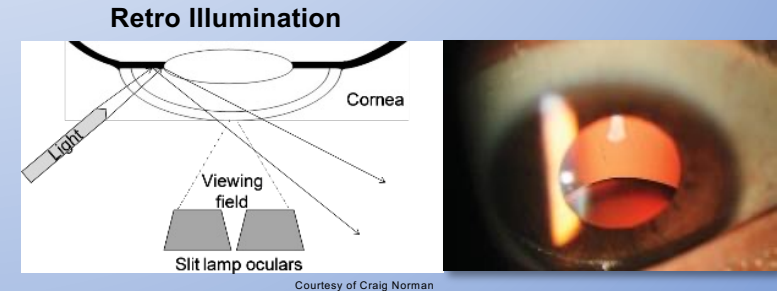 Retro Illumination
Cornea
Light
Viewing
field
Slit lamp oculars
Courtesy of Craig Norman